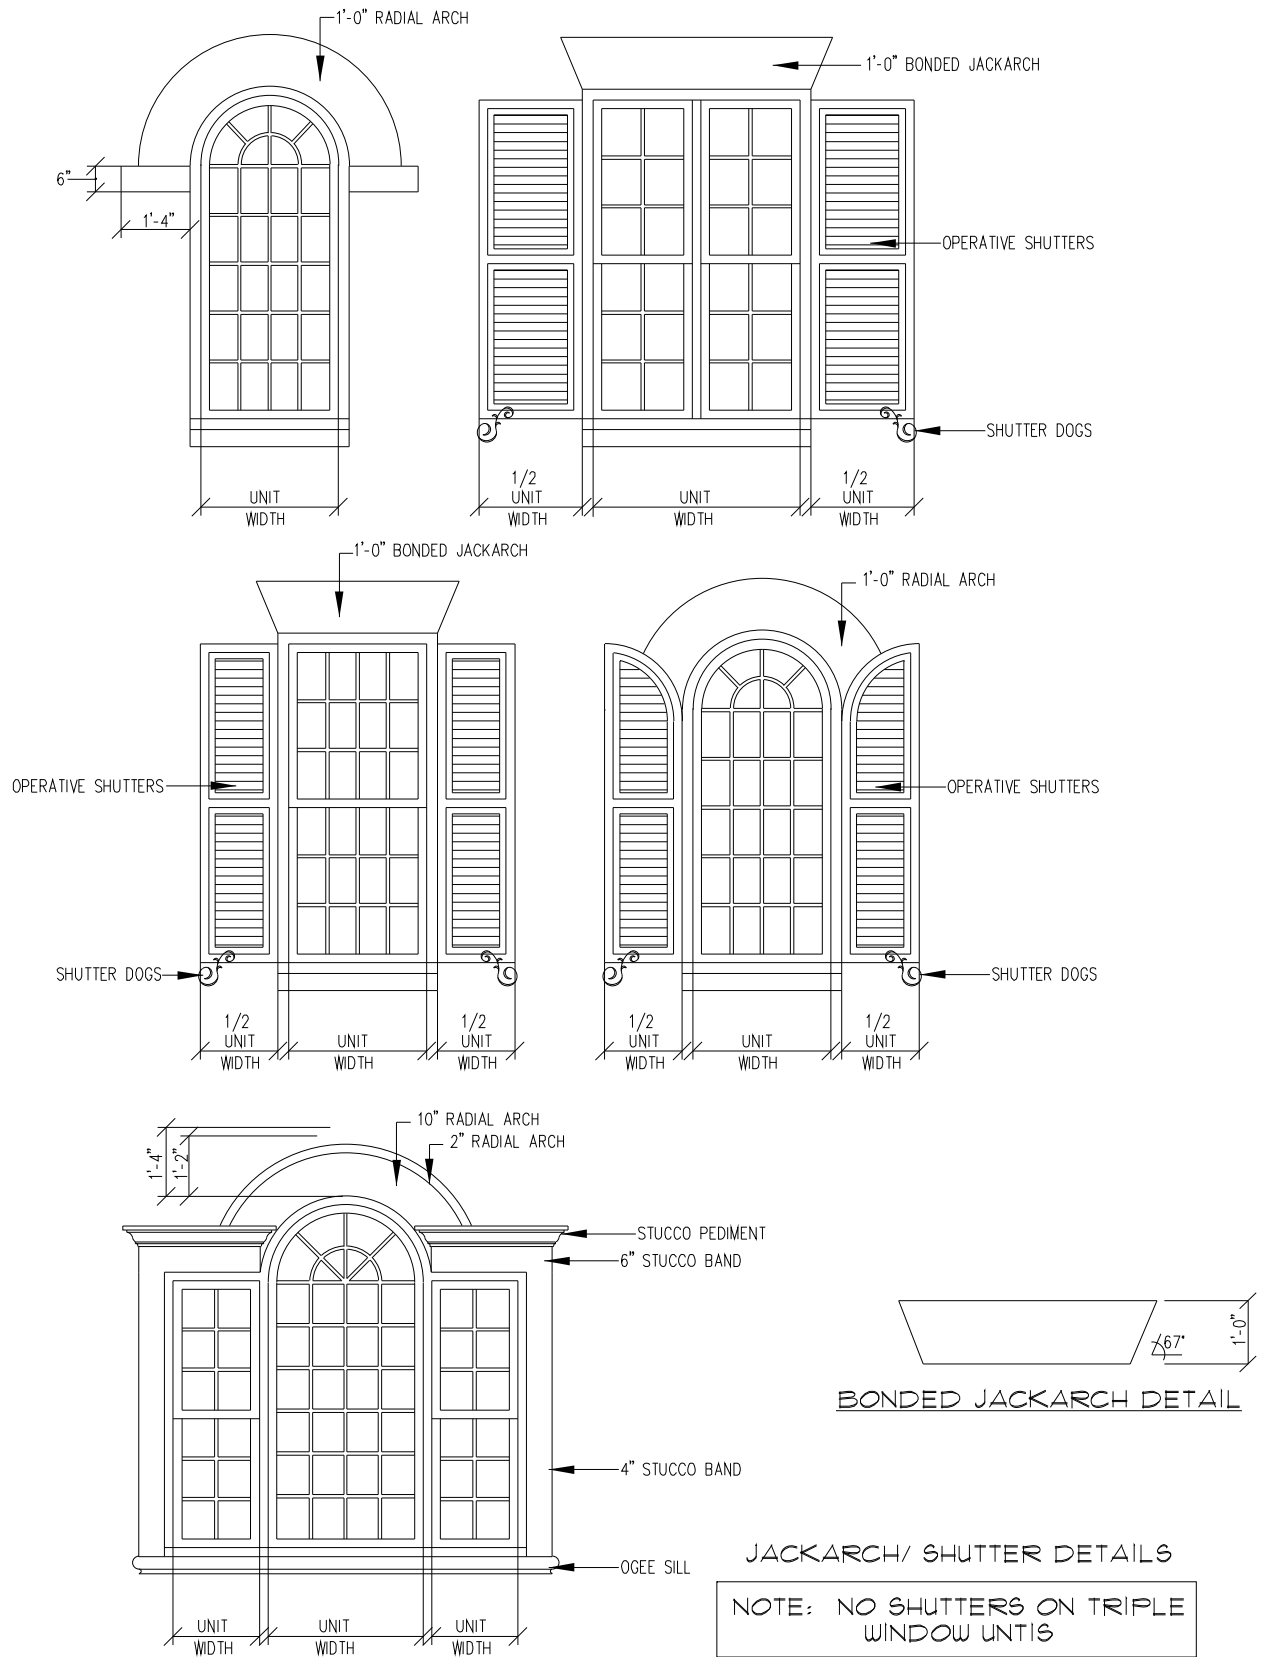 1'-0" RADIAL ARCH
1'-0" BONDED JACKARCH
6"
1'-4"
OPERATIVE SHUTTERS
SHUTTER DOGS
UNIT
WIDTH
1/2
UNIT
WIDTH
UNIT
WIDTH
1/2
UNIT
WIDTH
1'-0" BONDED JACKARCH
1'-0" RADIAL ARCH
OPERATIVE SHUTTERS
OPERATIVE SHUTTERS
SHUTTER DOGS
SHUTTER DOGS
1/2
UNIT
WIDTH
UNIT
WIDTH
1/2
UNIT
WIDTH
1/2
UNIT
WIDTH
UNIT
WIDTH
1/2
UNIT
WIDTH
10" RADIAL ARCH
2" RADIAL ARCH
1'-4"
1'-2"
STUCCO PEDIMENT
6" STUCCO BAND
4" STUCCO BAND
OGEE SILL
UNIT
WIDTH
UNIT
WIDTH
UNIT
WIDTH
67°
1'-0"
BONDED JACKARCH DETAIL
JACKARCH/ SHUTTER DETAILS
NOTE: NO SHUTTERS ON TRIPLE
WINDOW UNTIS